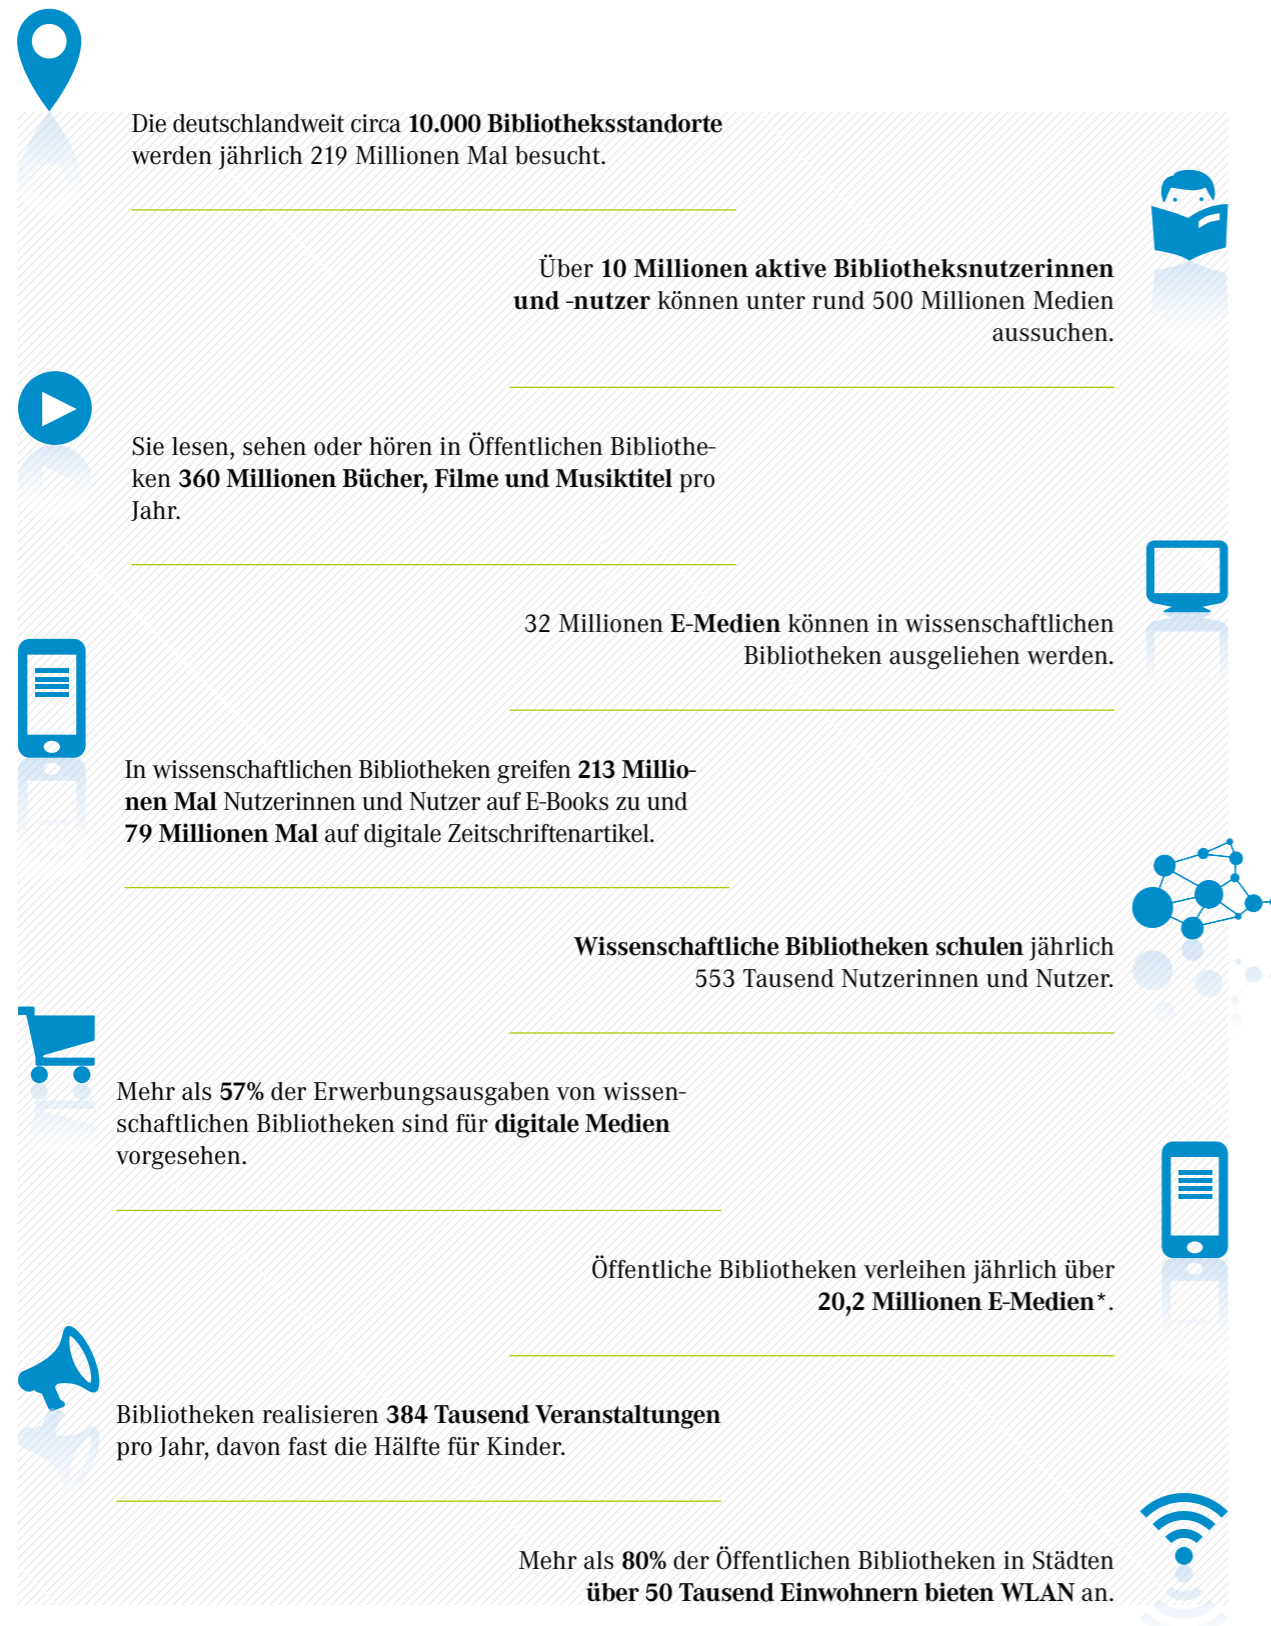 Die deutschlandweit circa 10.000 Bibliotheksstandorte
werden jährlich 219 Millionen Mal besucht.
Über 10 Millionen aktive Bibliotheksnutzerinnen
und -nutzer können unter rund 500 Millionen Medien
aussuchen.
Sie lesen, sehen oder hören in Öffentlichen Bibliothe-
ken 360 Millionen Bücher, Filme und Musiktitel pro
Jahr.
32 Millionen E-Medien können in wissenschaftlichen
Bibliotheken ausgeliehen werden.
In wissenschaftlichen Bibliotheken greifen 213 Millio-
nen Mal Nutzerinnen und Nutzer auf E-Books zu und
79 Millionen Mal auf digitale Zeitschriftenartikel.
Wissenschaftliche Bibliotheken schulen jährlich
553 Tausend Nutzerinnen und Nutzer.
Mehr als 57% der Erwerbungsausgaben von wissen-
schaftlichen Bibliotheken sind für digitale Medien
vorgesehen.
Öffentliche Bibliotheken verleihen jährlich über
20,2 Millionen E-Medien*.
Bibliotheken realisieren 384 Tausend Veranstaltungen
pro Jahr, davon fast die Hälfte für Kinder.
Mehr als 80% der Öffentlichen Bibliotheken in Städten
über 50 Tausend Einwohnern bieten WLAN an.